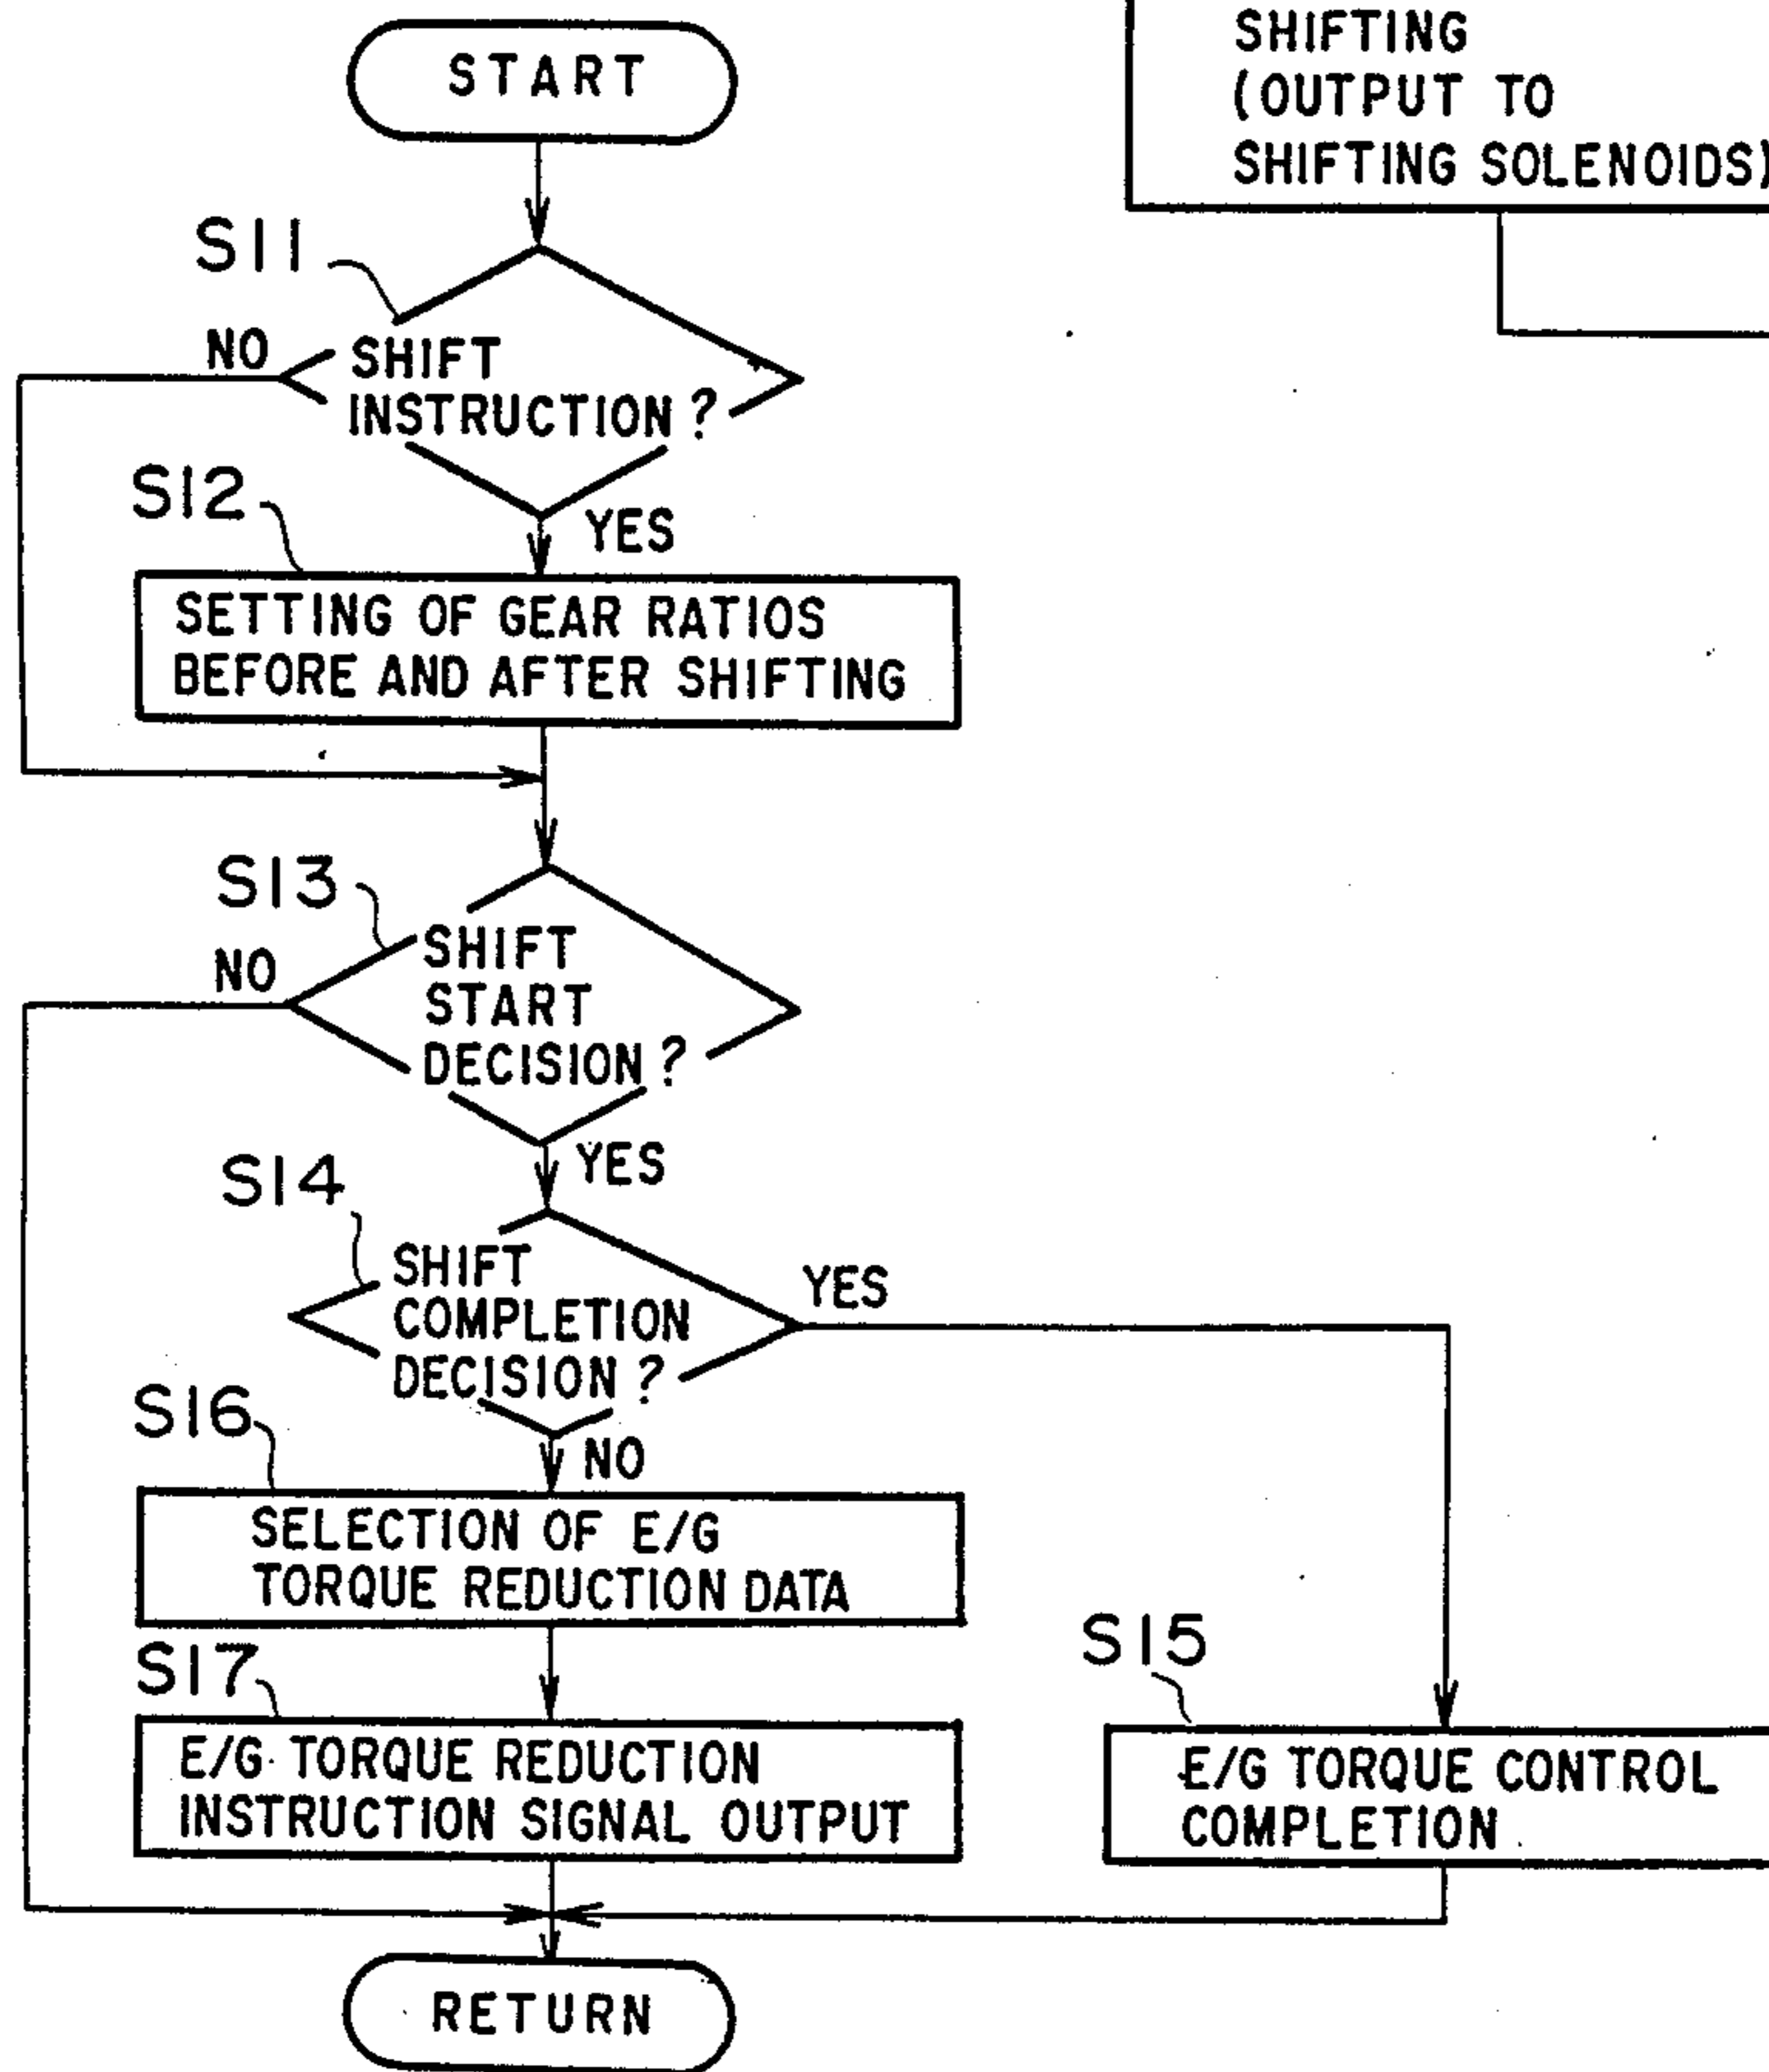 START
SHIFTING
(OUTPUT TO
SHIFTING SOLENOIDS)
S11
NO
SHIFT
INSTRUCTION ?
YES
S12
SETTING OF GEAR RATIOS
BEFORE AND AFTER SHIFTING
S13
NO
SHIFT
START
DECISION ?
YES
S14
SHIFT
COMPLETION
DECISION ?
YES
NO
S16
SELECTION OF E/G
TORQUE REDUCTION DATA
S17
E/G TORQUE REDUCTION
INSTRUCTION SIGNAL OUTPUT
S15
E/G TORQUE CONTROL
COMPLETION
RETURN